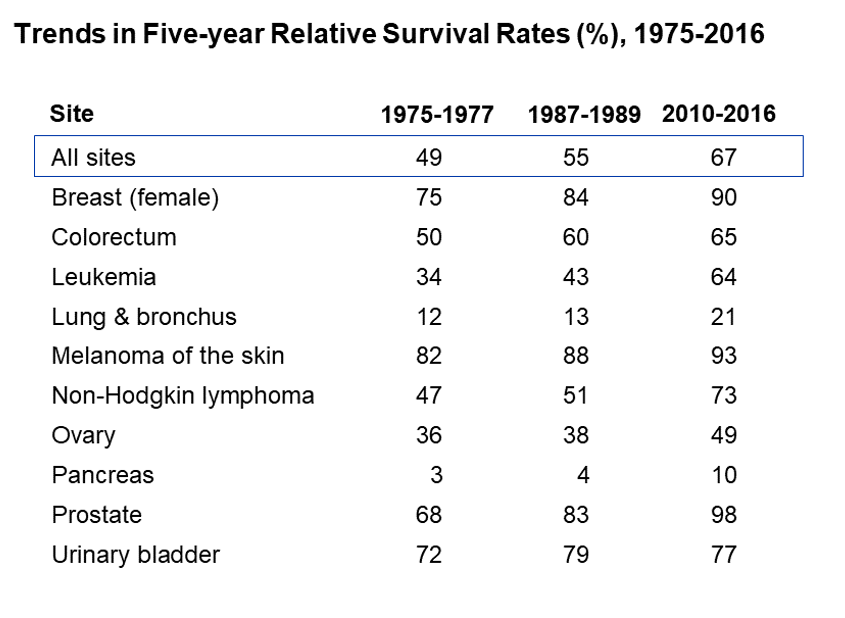 Trends in Five-year Relative Survival Rates (%), 1975-2016
Site 1975-1977 1987-1989 2010-2016
All sites 49 55 67
Breast (female) 75 84 90
Colorectum 50 60 65
Leukemia 34 43 64
Lung & bronchus 12 13 21
Melanoma of the skin 82 88 93
Non-Hodgkin lymphoma 47 51 73
Ovary 36 38 49
Pancreas 3 4 10
Prostate 68 83 98
Urinary bladder 72 79 77